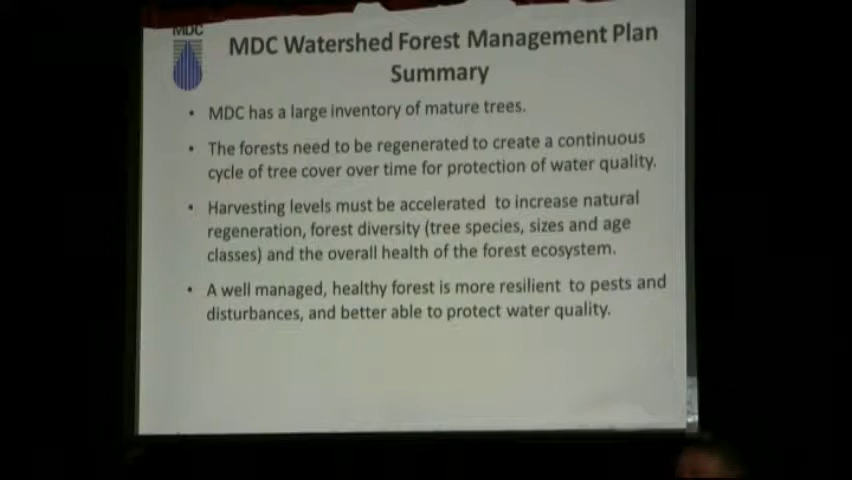 MDC
MDC Watershed Forest Management Plan
Summary
• MDC has a large inventory of mature trees.
• The forests need to be regenerated to create a continuous
cycle of tree cover over time for protection of water quality.
• Harvesting levels must be accelerated to increase natural
regeneration, forest diversity (tree species, sizes and age
classes) and the overall health of the forest ecosystem.
• A well managed, healthy forest is more resilient to pests and
disturbances, and better able to protect water quality.